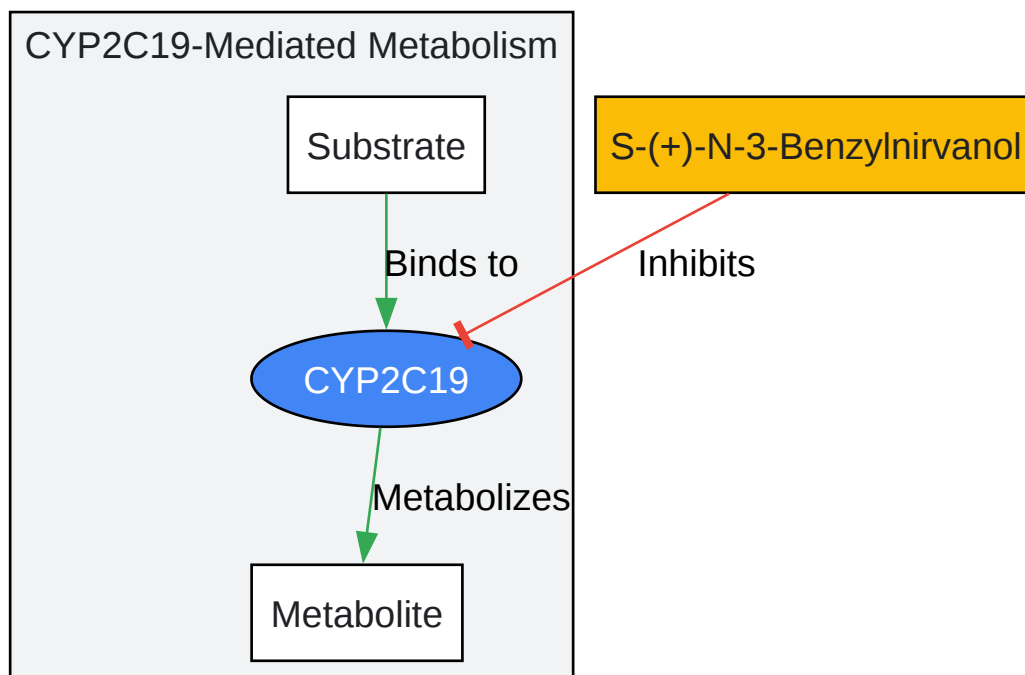 CYP2C19-Mediated Metabolism
Substrate
S-(+)-N-3-Benzylnirvanol
Binds to
Inhibits
CYP2C19
Metabolizes
Metabolite